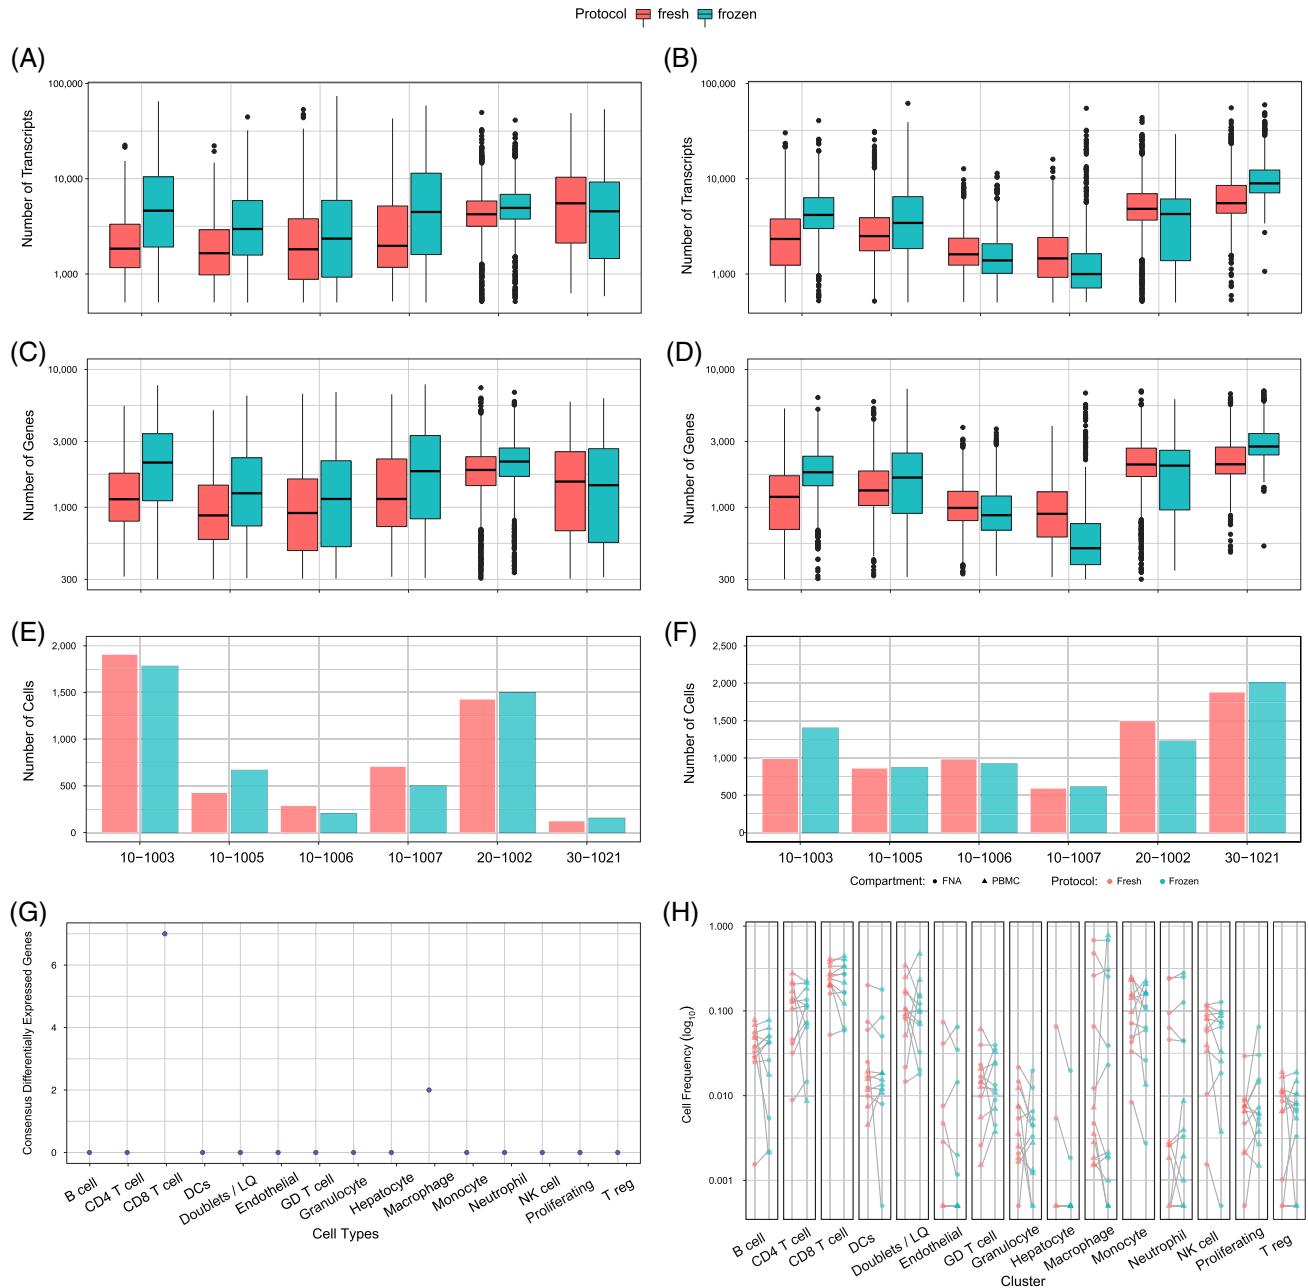 Protocol fresh frozen
(A)
100,000
10,000
1,000
Number of Transcripts
(B)
100,000
10,000
1,000
Number of Transcripts
(C)
10,000
3,000
1,000
300
Number of Genes
(D)
10,000
3,000
1,000
300
Number of Genes
(E)
2,000
1,500
1,000
500
0
Number of Cells
10−1003 10−1005 10−1006 10−1007 20−1002 30−1021
(F)
2,500
2,000
1,500
1,000
500
0
Number of Cells
10−1003 10−1005 10−1006 10−1007 20−1002 30−1021
Compartment: FNA PBMC Protocol: Fresh Frozen
(G)
6
4
2
0
Consensus Differentially Expressed Genes
B cell CD4 T cell CD8 T cell DCs Doublets / LQ Endothelial GD T cell Granulocyte Hepatocyte Macrophage Monocyte Neutrophil NK cell Proliferating T reg
Cell Types
(H)
1.000
0.100
0.010
0.001
Cell Frequency (log10)
B cell CD4 T cell CD8 T cell DCs Doublets / LQ Endothelial GD T cell Granulocyte Hepatocyte Macrophage Monocyte Neutrophil NK cell Proliferating T reg
Cluster